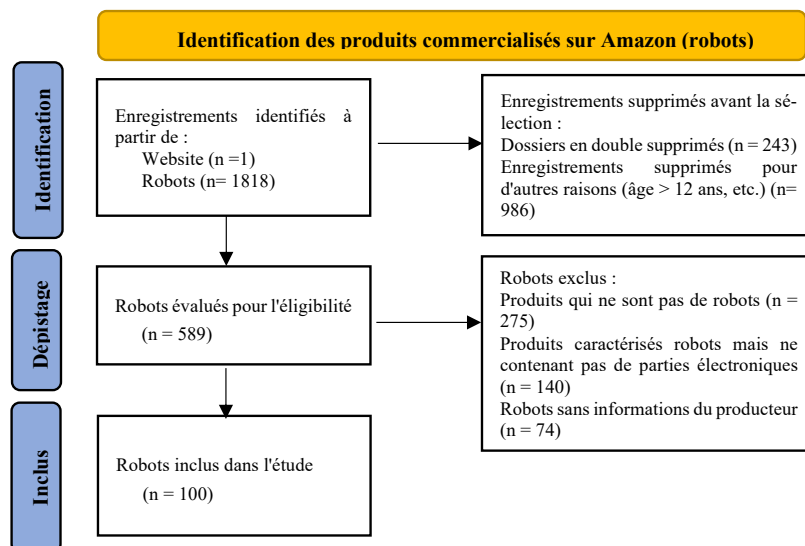 Identification des produits commercialisés sur Amazon (robots)
Identification
Enregistrements identifiés à
partir de :
Website (n =1)
Robots (n= 1818)
Enregistrements supprimés avant la sé-
lection :
Dossiers en double supprimés (n = 243)
Enregistrements supprimés pour
d'autres raisons (âge > 12 ans, etc.) (n=
986)
Dépistage
Robots évalués pour l'éligibilité
(n = 589)
Robots exclus :
Produits qui ne sont pas de robots (n =
275)
Produits caractérisés robots mais ne
contenant pas de parties électroniques
(n = 140)
Robots sans informations du producteur
(n = 74)
Inclus
Robots inclus dans l'étude
(n = 100)